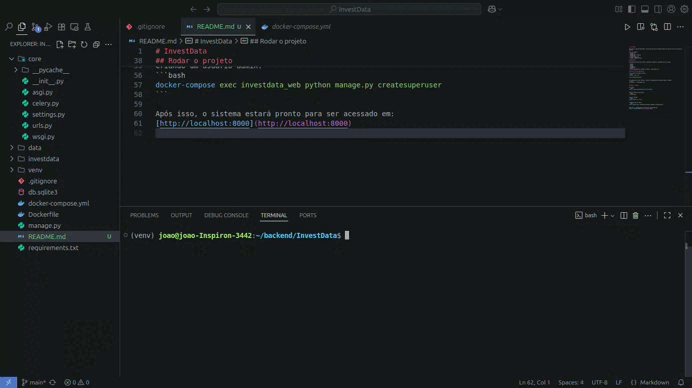 InvestData
EXPLORER: IN...
core
__pycache__
__init__.py
asgi.py
celery.py
settings.py
urls.py
wsgi.py
data
investdata
venv
.gitignore
db.sqlite3
docker-compose.yml
Dockerfile
manage.py
README.md U
requirements.txt
.gitignore README.md U docker-compose.yml
README.md > # InvestData > ## Rodar o projeto
1 # InvestData
38 ## Rodar o projeto
56 ```bash
57 docker-compose exec investdata_web python manage.py createsuperuser
58 ```
59
60 Após isso, o sistema estará pronto para ser acessado em:
61 [http://localhost:8000](http://localhost:8000)
62
PROBLEMS OUTPUT DEBUG CONSOLE TERMINAL PORTS bash
(venv) joao@joao-Inspiron-3442:~/backend/InvestData$
main* 0 0 Ln 62, Col 1 Spaces: 4 UTF-8 LF {} Markdown